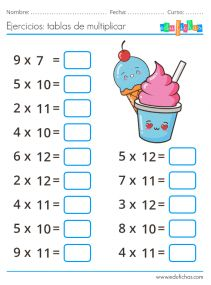 Nombre: Fecha: Curso:
edufichas
Ejercicios: tablas de multiplicar
9 x 7 =
5 x 10=
2 x 11=
4 x 10=
6 x 12=
2 x 12=
4 x 11=
5 x 10=
9 x 11=
5 x 12=
7 x 11=
3 x 12=
8 x 10=
4 x 11=
www.edufichas.com